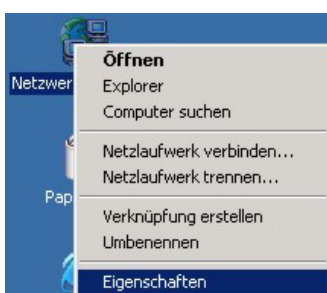 Öffnen
Netzwer
Explorer
Computer suchen
Netzlaufwerk verbinden...
Netzlaufwerk trennen...
Pap
Verknüpfung erstellen
Umbenennen
Eigenschaften